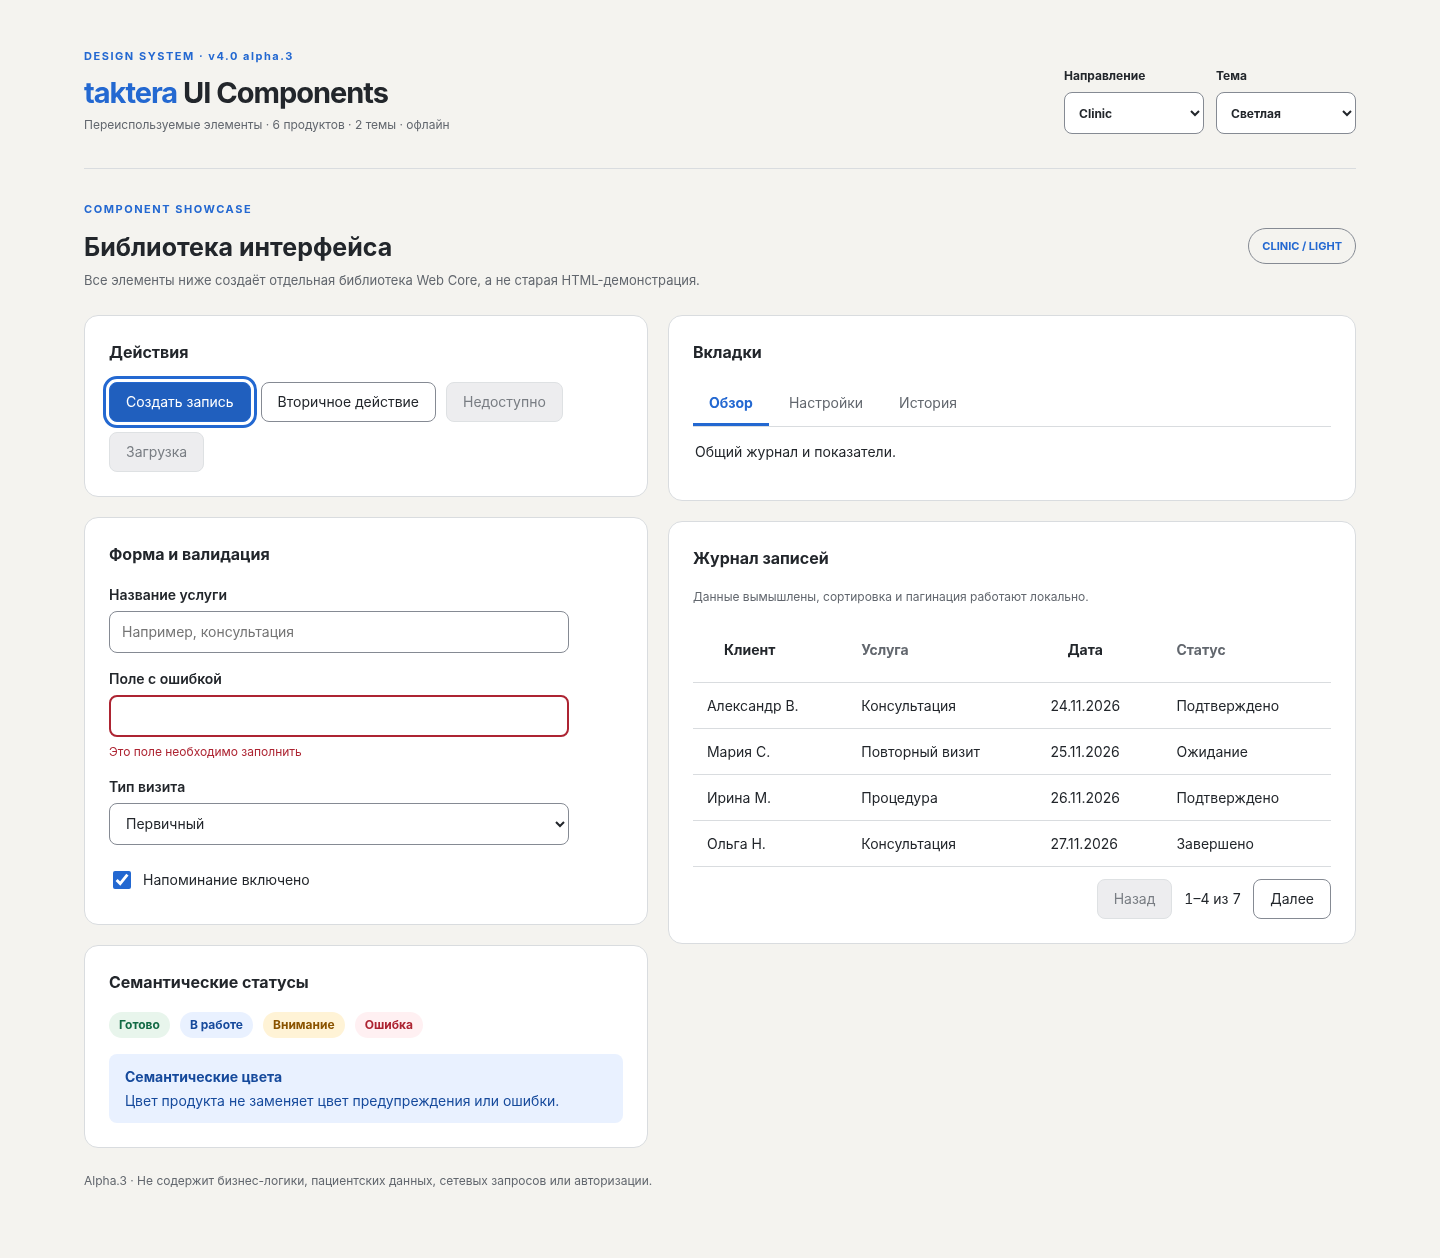 DESIGN SYSTEM · v4.0 alpha.3
taktera UI Components
Переиспользуемые элементы · 6 продуктов · 2 темы · офлайн
Направление
Clinic
Тема
Светлая
COMPONENT SHOWCASE
Библиотека интерфейса
Все элементы ниже создаёт отдельная библиотека Web Core, а не старая HTML-демонстрация.
CLINIC / LIGHT
Действия
Создать запись
Вторичное действие
Недоступно
Загрузка
Форма и валидация
Название услуги
Например, консультация
Поле с ошибкой
Это поле необходимо заполнить
Тип визита
Первичный
Напоминание включено
Семантические статусы
Готово
В работе
Внимание
Ошибка
Семантические цвета
Цвет продукта не заменяет цвет предупреждения или ошибки.
Вкладки
Обзор
Настройки
История
Общий журнал и показатели.
Журнал записей
Данные вымышлены, сортировка и пагинация работают локально.
Клиент Услуга Дата Статус
Александр В. Консультация 24.11.2026 Подтверждено
Мария С. Повторный визит 25.11.2026 Ожидание
Ирина М. Процедура 26.11.2026 Подтверждено
Ольга Н. Консультация 27.11.2026 Завершено
Назад
1–4 из 7
Далее
Alpha.3 · Не содержит бизнес-логики, пациентских данных, сетевых запросов или авторизации.